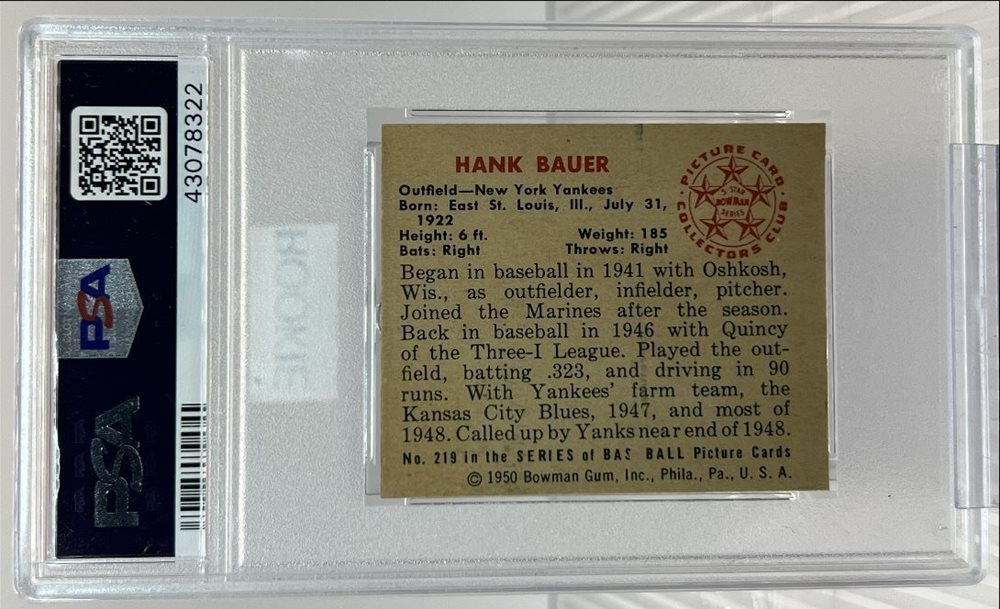 43078322
PSA
PSA
ROOKIE
HANK BAUER
Outfield—New York Yankees
Born: East St. Louis, Ill., July 31,
1922
Height: 6 ft. Weight: 185
Bats: Right Throws: Right
PICTURE CARD
COLLECTORS CLUB
5-STAR
BOWMAN
SERIES
Began in baseball in 1941 with Oshkosh,
Wis., as outfielder, infielder, pitcher.
Joined the Marines after the season.
Back in baseball in 1946 with Quincy
of the Three-I League. Played the out-
field, batting .323, and driving in 90
runs. With Yankees' farm team, the
Kansas City Blues, 1947, and most of
1948. Called up by Yanks near end of 1948.
No. 219 in the SERIES of BAS BALL Picture Cards
© 1950 Bowman Gum, Inc., Phila., Pa., U. S. A.